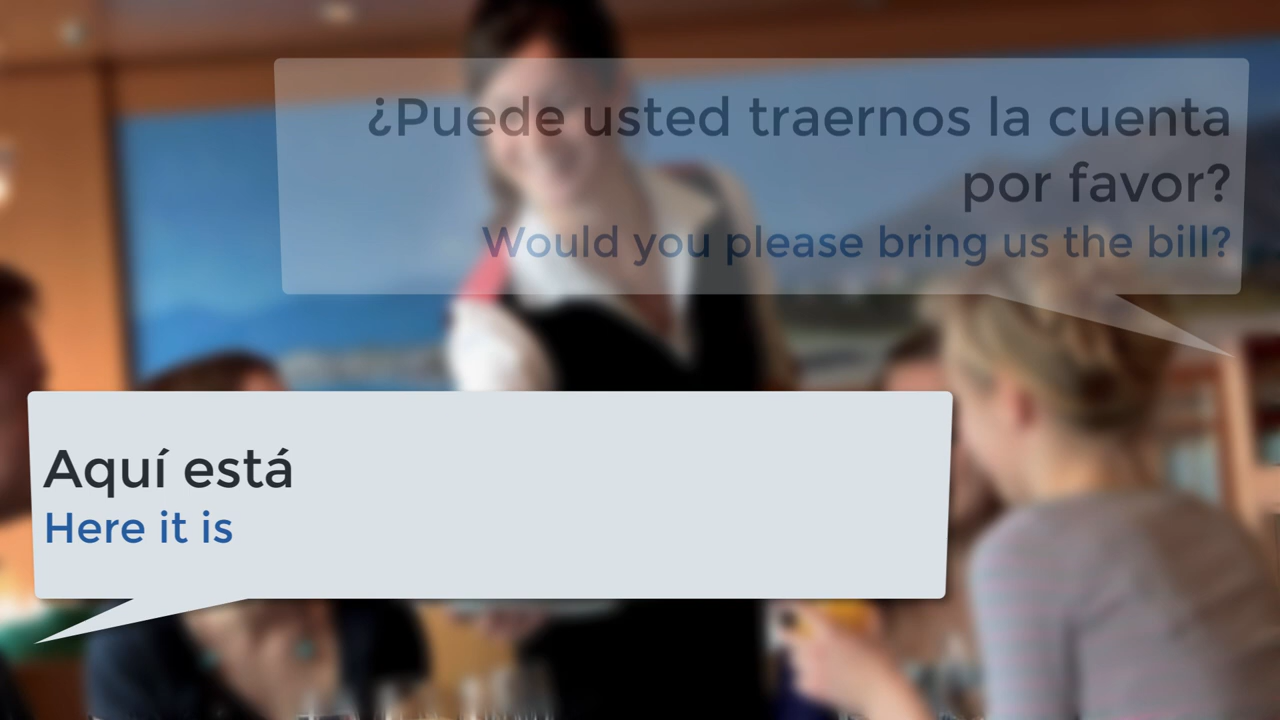 ¿Puede usted traernos la cuenta
por favor?
Would you please bring us the bill?
Aquí está
Here it is